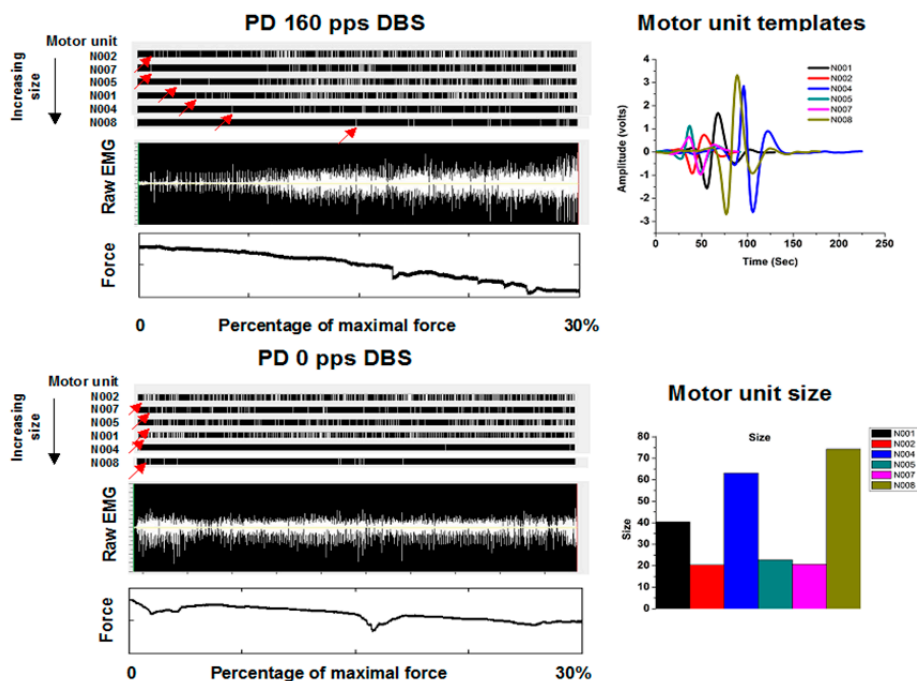 PD 160 pps DBS
Motor unit
Increasing
size
N002
N007
N005
N001
N004
N008
Raw EMG
Force
0 Percentage of maximal force 30%
Motor unit templates
Amplitude (volts)
4
3
2
1
0
-1
-2
-3
N001
N002
N004
N005
N007
N008
0 50 100 150 200 250
Time (Sec)
PD 0 pps DBS
Motor unit
Increasing
size
N002
N007
N005
N001
N004
N008
Raw EMG
Force
0 Percentage of maximal force 30%
Motor unit size
Size
Size
80
70
60
50
40
30
20
10
0
N001
N002
N004
N005
N007
N008